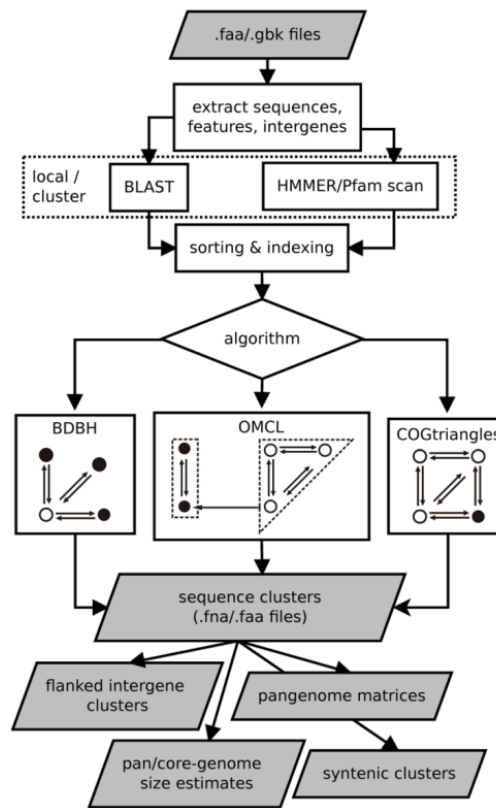 .faa/.gbk files
extract sequences,
features, intergenes
local /
cluster
BLAST
HMMER/Pfam scan
sorting & indexing
algorithm
BDBH
OMCL
COGtriangles
sequence clusters
(.fna/.faa files)
flanked intergene
clusters
pangenome matrices
pan/core-genome
size estimates
syntenic clusters